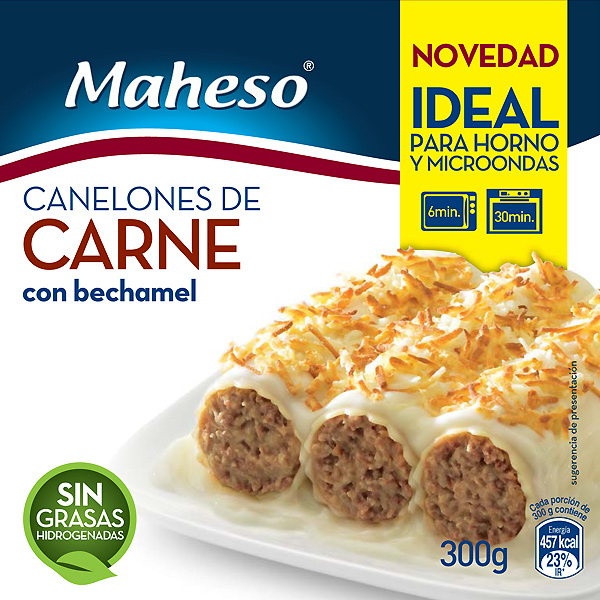 Maheso®
NOVEDAD
IDEAL
PARA HORNO
Y MICROONDAS
6min.
30min.
CANELONES DE
CARNE
con bechamel
sugerencia de presentación
SIN
GRASAS
HIDROGENADAS
300g
Cada porción de
300 g contiene
Energía
457 kcal
23%
IR*